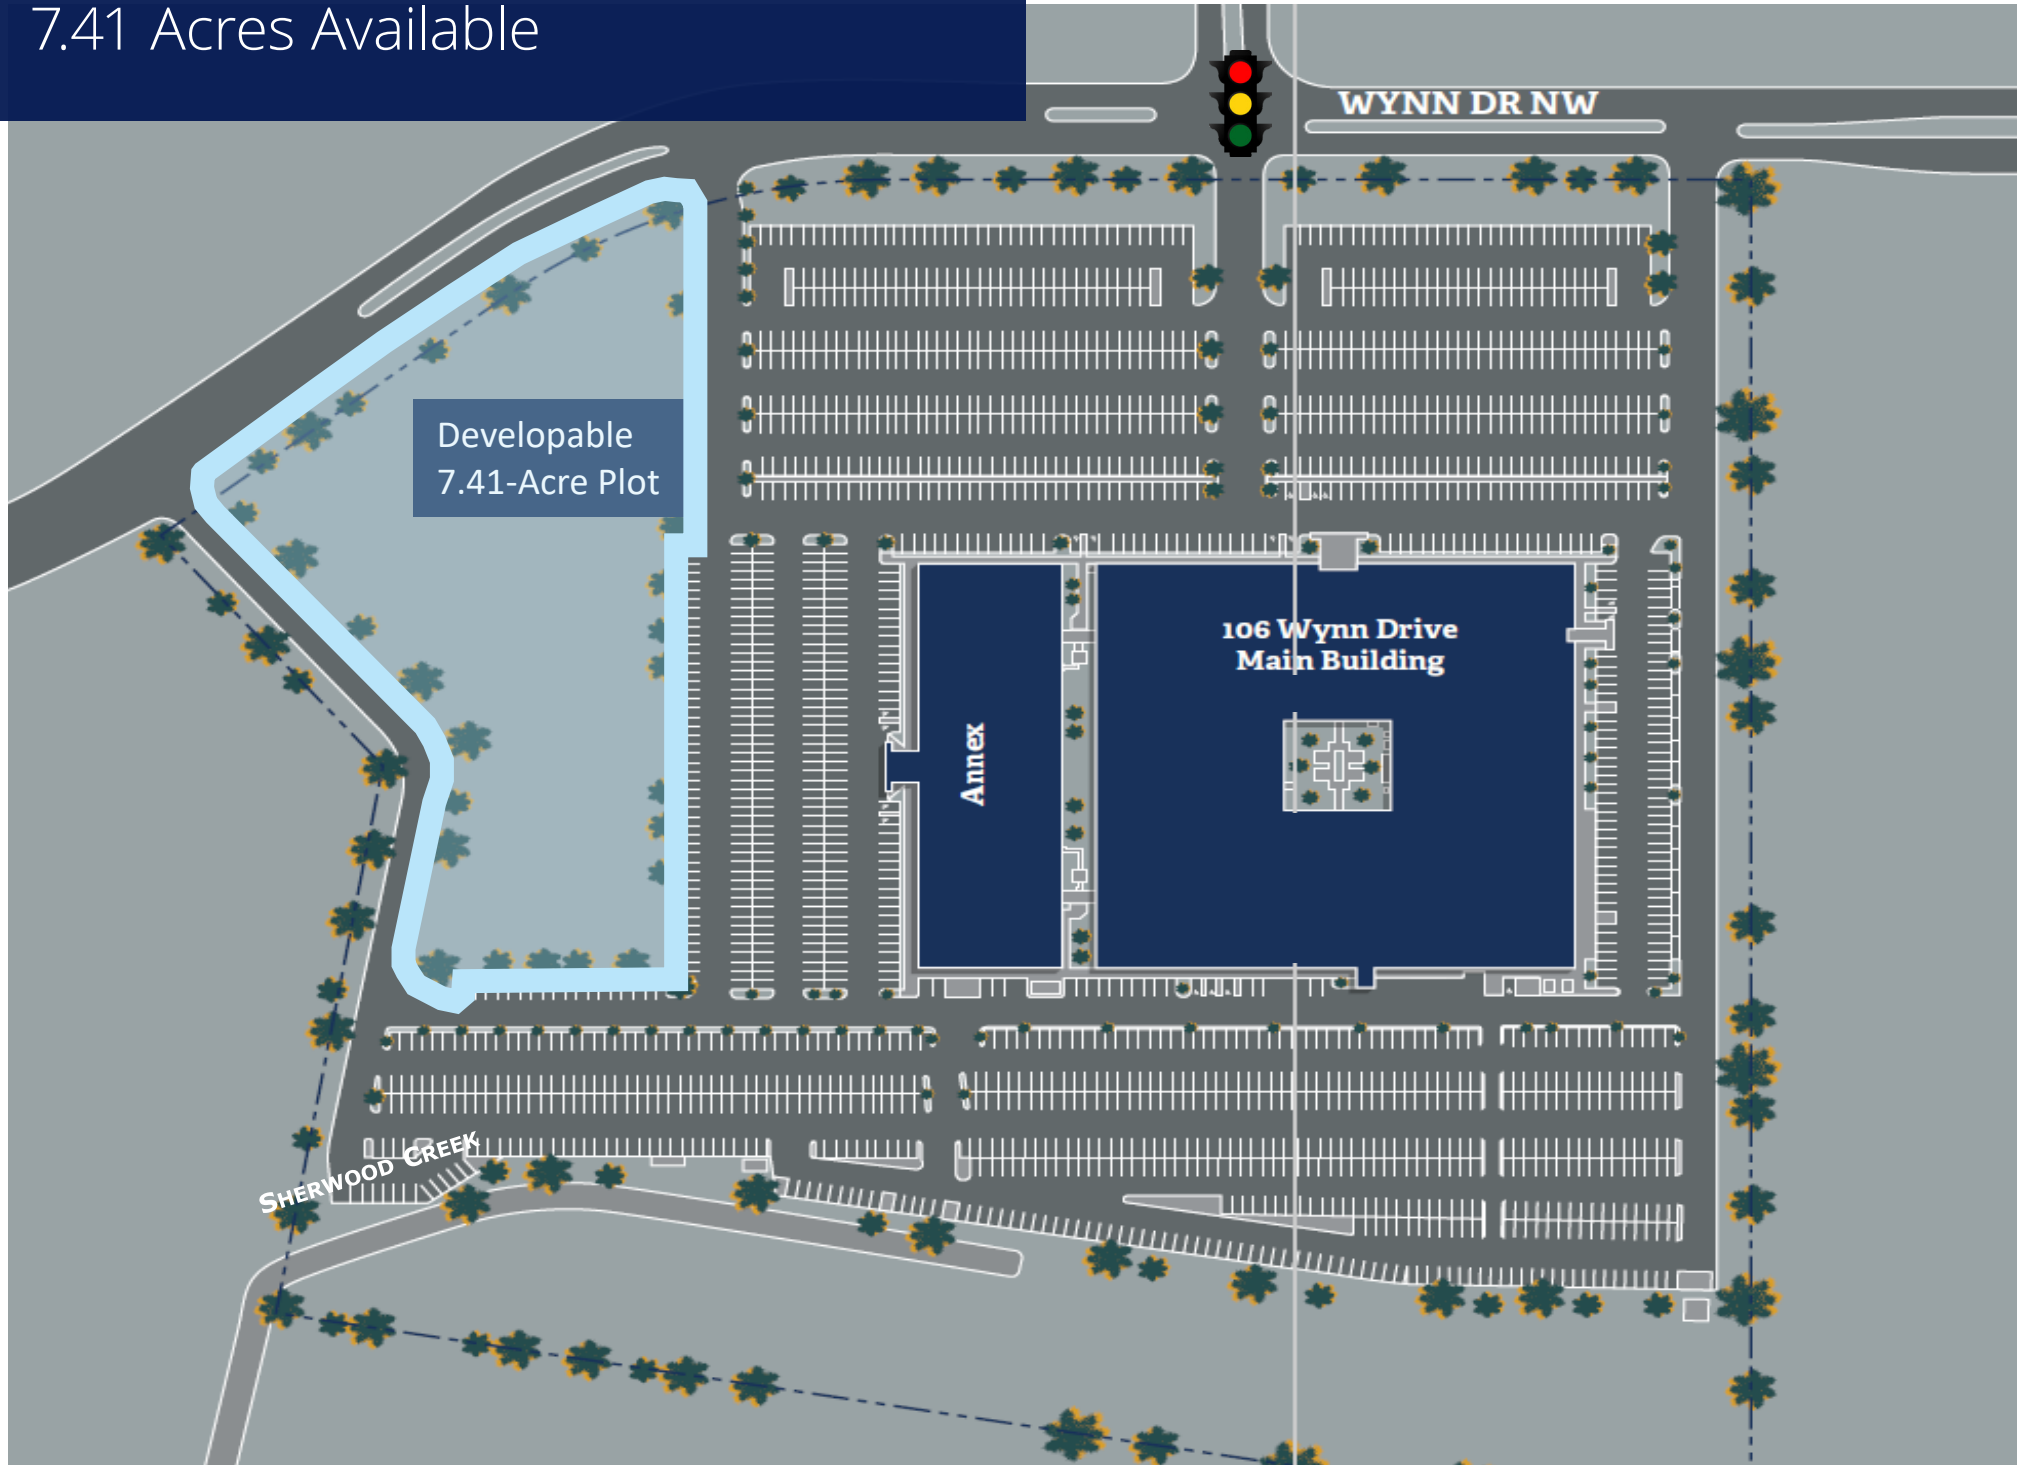 7.41 Acres Available
WYNN DR NW
Developable
7.41-Acre Plot
106 Wynn Drive
Main Building
Annex
SHERWOOD CREEK